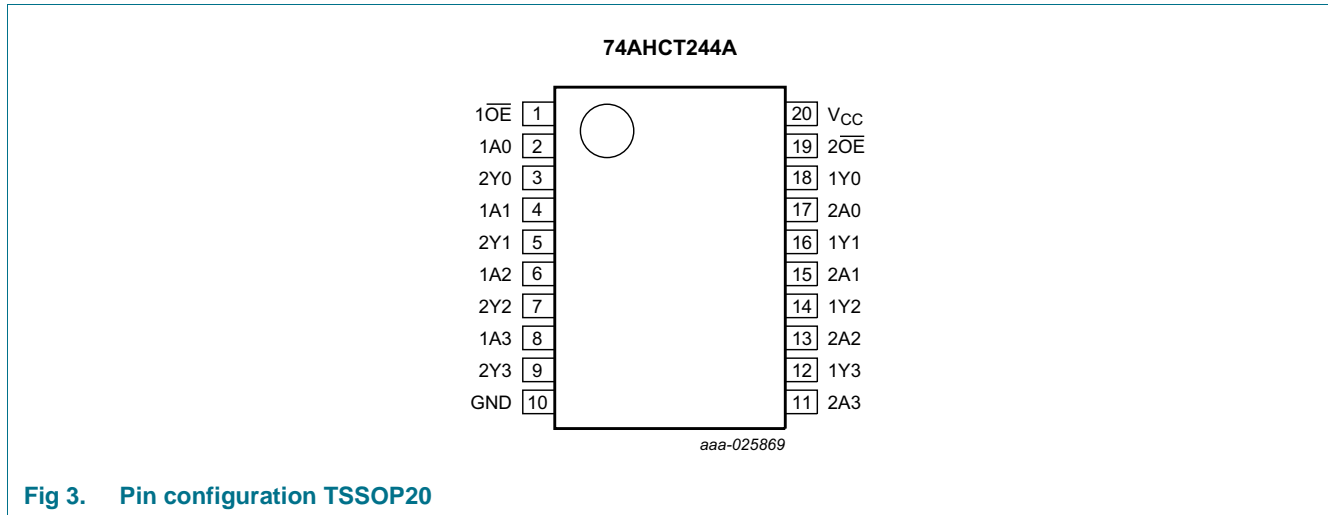 74AHCT244A
1O̅E̅ 1 20 VCC
1A0 2 19 2O̅E̅
2Y0 3 18 1Y0
1A1 4 17 2A0
2Y1 5 16 1Y1
1A2 6 15 2A1
2Y2 7 14 1Y2
1A3 8 13 2A2
2Y3 9 12 1Y3
GND 10 11 2A3
aaa-025869
Fig 3. Pin configuration TSSOP20